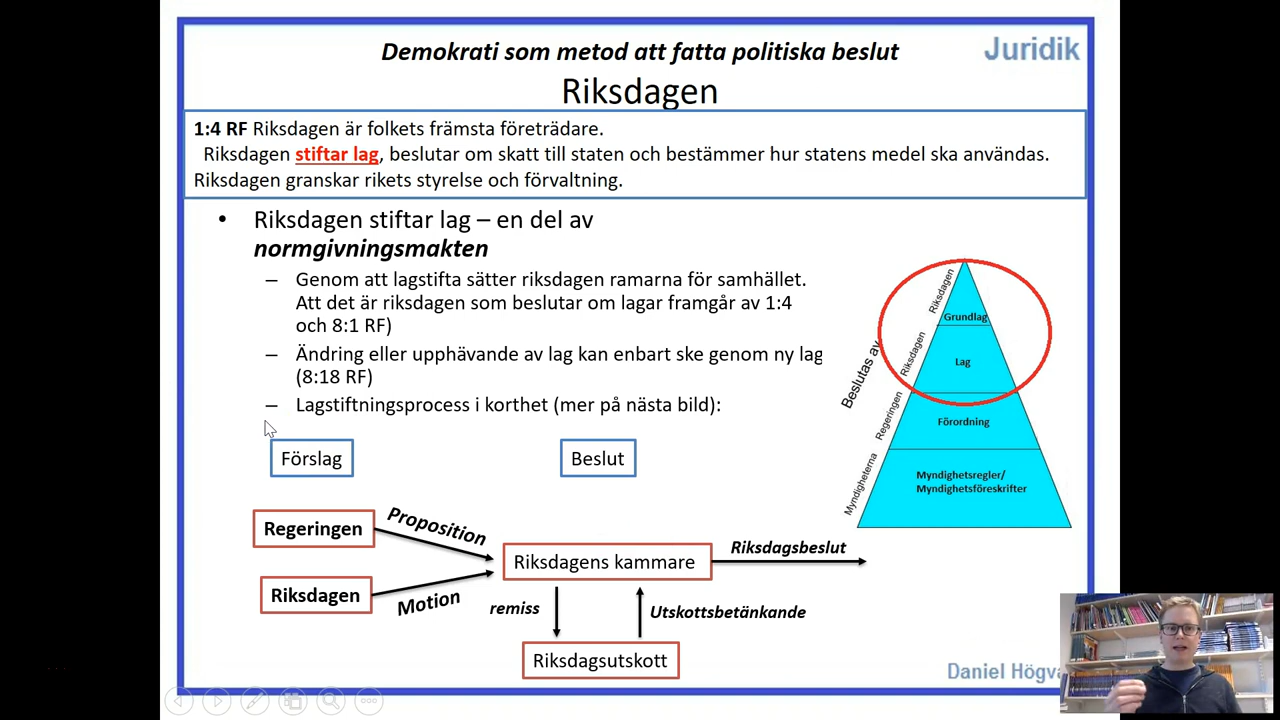 Demokrati som metod att fatta politiska beslut
Juridik
Riksdagen
1:4 RF Riksdagen är folkets främsta företrädare.
Riksdagen stiftar lag, beslutar om skatt till staten och bestämmer hur statens medel ska användas.
Riksdagen granskar rikets styrelse och förvaltning.
• Riksdagen stiftar lag – en del av
normgivningsmakten
– Genom att lagstifta sätter riksdagen ramarna för samhället.
Att det är riksdagen som beslutar om lagar framgår av 1:4
och 8:1 RF)
– Ändring eller upphävande av lag kan enbart ske genom ny lag
(8:18 RF)
– Lagstiftningsprocess i korthet (mer på nästa bild):
Förslag
Beslut
Regeringen
Proposition
Riksdagen
Motion
Riksdagens kammare
Riksdagsbeslut
remiss
Utskottsbetänkande
Riksdagsutskott
Beslutas av
Riksdagen
Grundlag
Riksdagen
Lag
Regeringen
Förordning
Myndigheterna
Myndighetsregler/
Myndighetsföreskrifter
Daniel